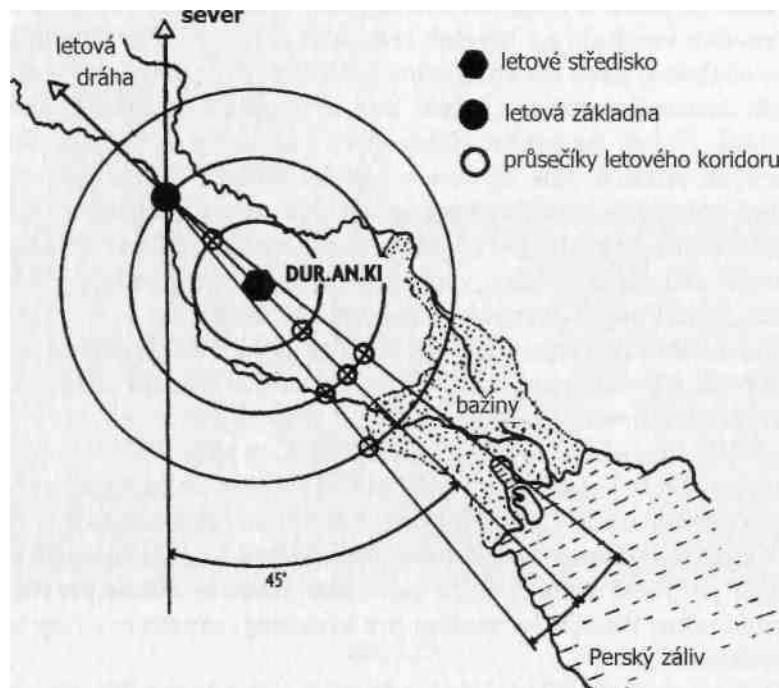 sever
letová
dráha
letové středisko
letová základna
průsečíky letového koridoru
DUR.AN.KI
bažiny
45'
Perský záliv